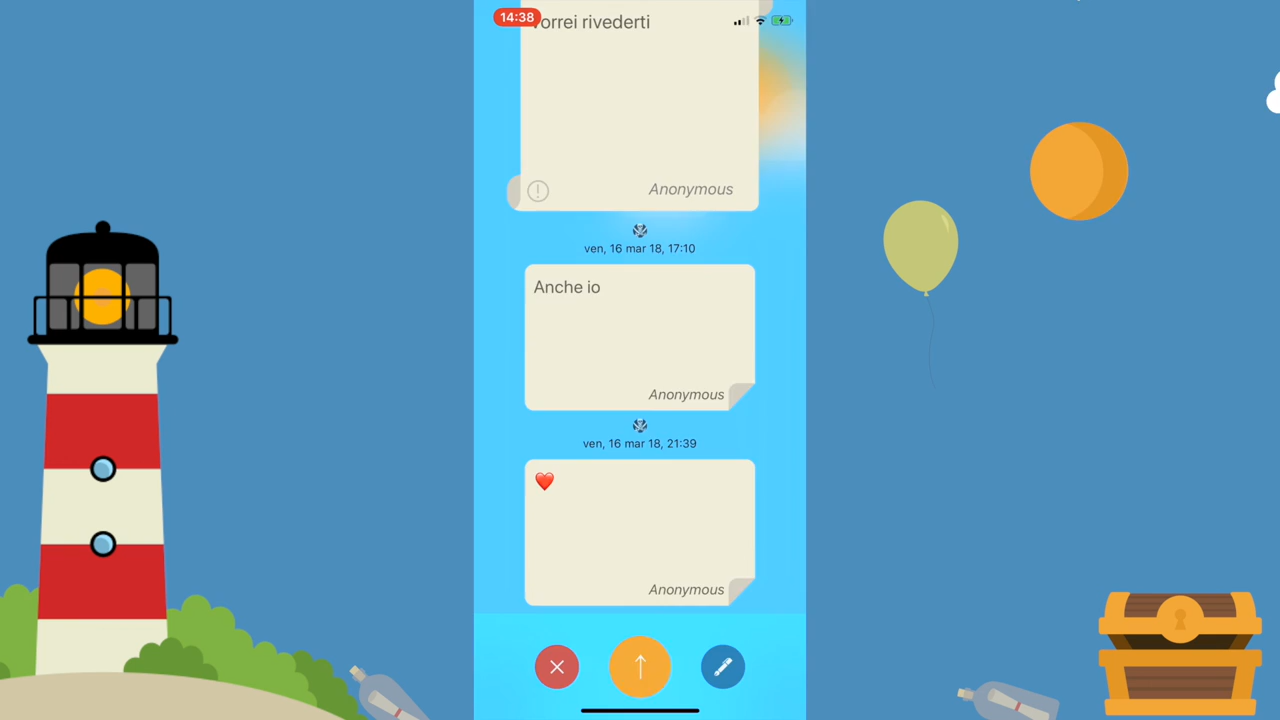 14:38
orrei rivederti
Anonymous
ven, 16 mar 18, 17:10
Anche io
Anonymous
ven, 16 mar 18, 21:39
❤️
Anonymous